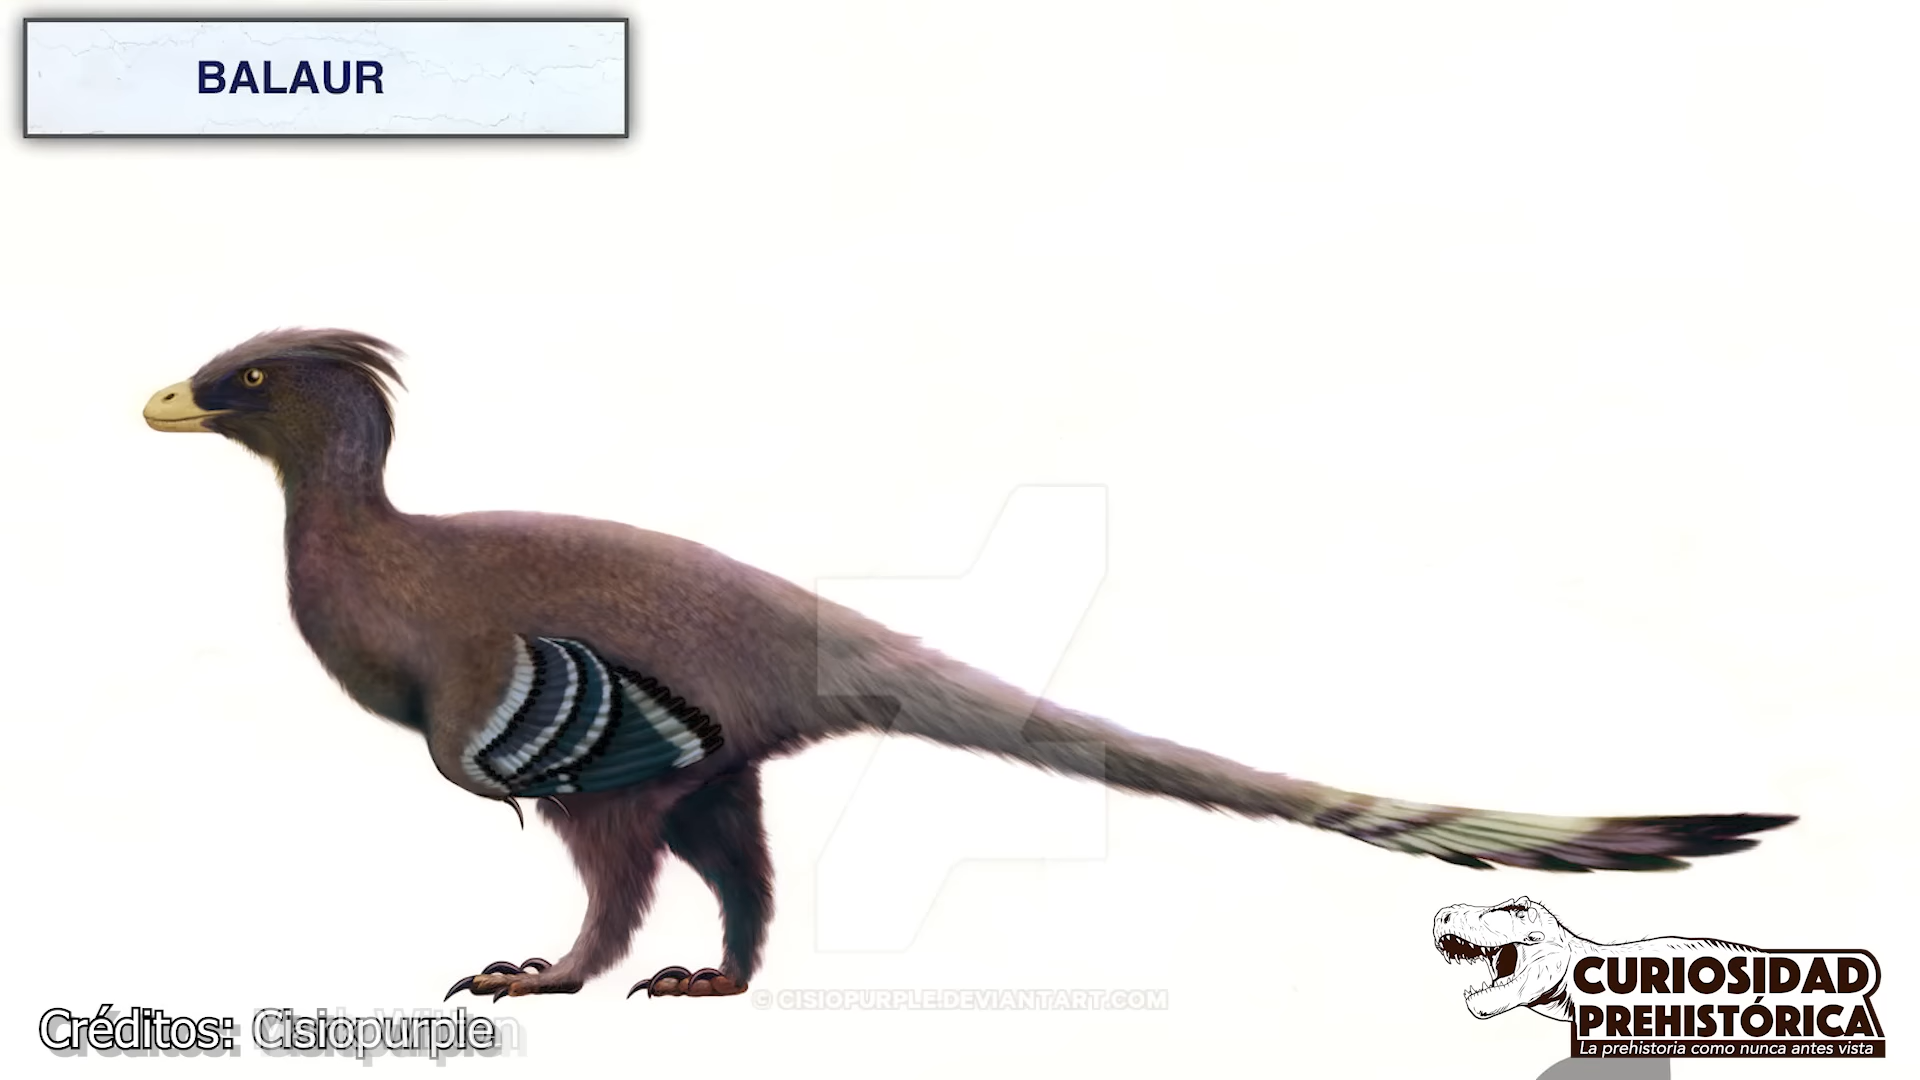 BALAUR
© CISIOPURPLE.DEVIANTART.COM
Créditos: Cisiopurple
CURIOSIDAD
PREHISTÓRICA
La prehistoria como nunca antes vista